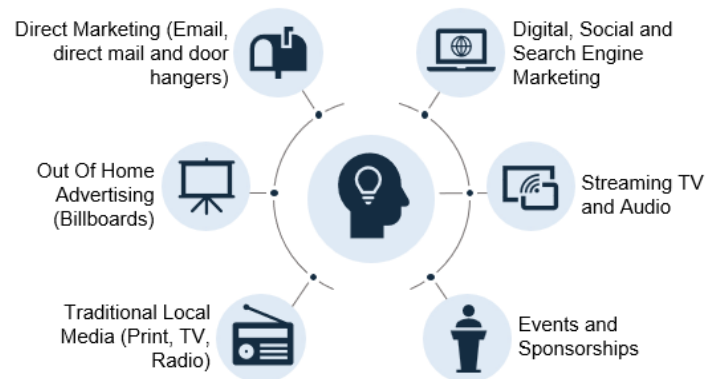 Direct Marketing (Email,
direct mail and door
hangers)
Digital, Social and
Search Engine
Marketing
Out Of Home
Advertising
(Billboards)
Streaming TV
and Audio
Traditional Local
Media (Print, TV,
Radio)
Events and
Sponsorships